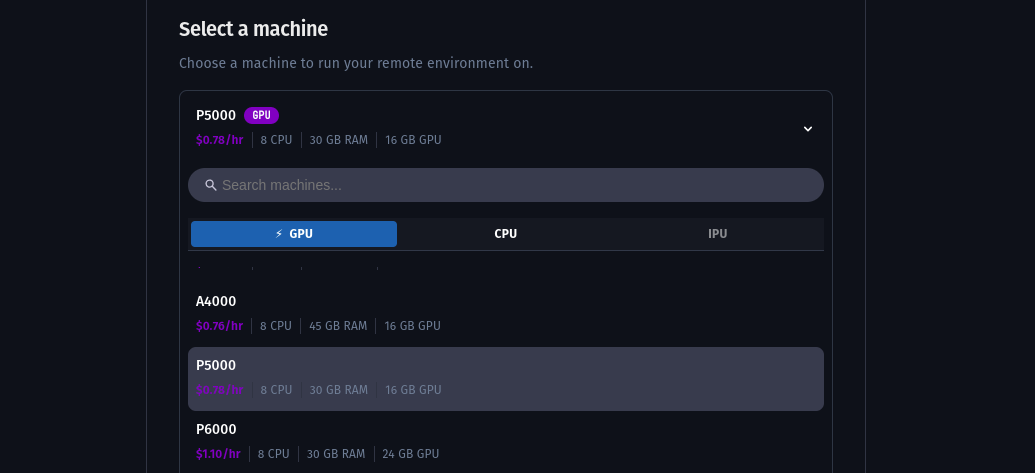 Select a machine
Choose a machine to run your remote environment on.
P5000 GPU
$0.78/hr 8 CPU 30 GB RAM 16 GB GPU
Search machines...
⚡ GPU CPU IPU
A4000
$0.76/hr 8 CPU 45 GB RAM 16 GB GPU
P5000
$0.78/hr 8 CPU 30 GB RAM 16 GB GPU
P6000
$1.10/hr 8 CPU 30 GB RAM 24 GB GPU